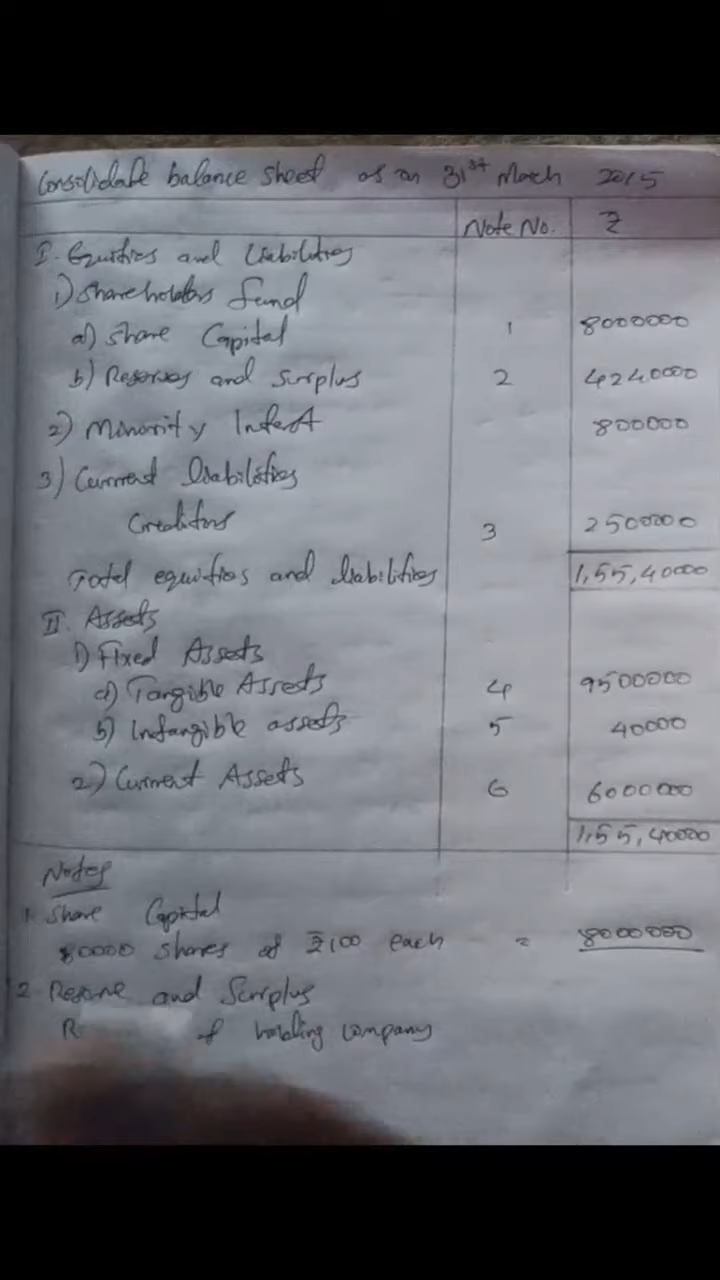 Consolidate balance sheet as on 31st March 2015
Note No. ₹
I. Equities and Liabilities
1) Shareholders fund
a) Share Capital 1 8000000
b) Reserves and Surplus 2 4240000
2) Minority 800000
3) Current liabilities
Creditors 3 2500000
Total equities and liabilities 1,55,40000
II. Assets
1) Fixed Assets
a) Tangible Assets 4 9500000
b) Intangible assets 5 40000
2) Current Assets 6 6000000
1,55,40000
Notes
1. Share Capital
80000 shares of ₹100 each = 8000000
2. Reserve and Surplus
of holding company